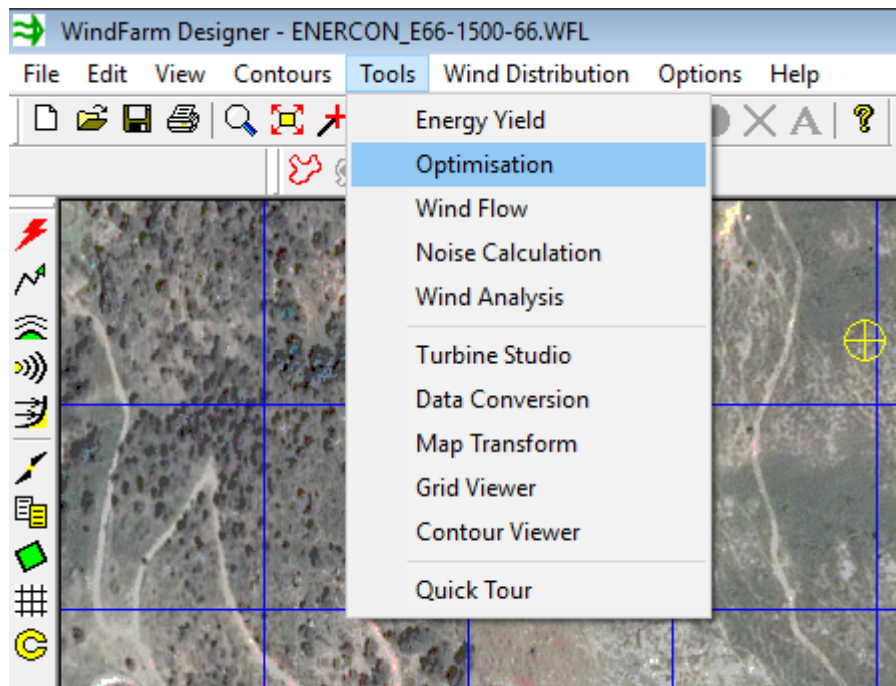 WindFarm Designer - ENERCON_E66-1500-66.WFL
File Edit View Contours Tools Wind Distribution Options Help
Energy Yield
Optimisation
Wind Flow
Noise Calculation
Wind Analysis
Turbine Studio
Data Conversion
Map Transform
Grid Viewer
Contour Viewer
Quick Tour